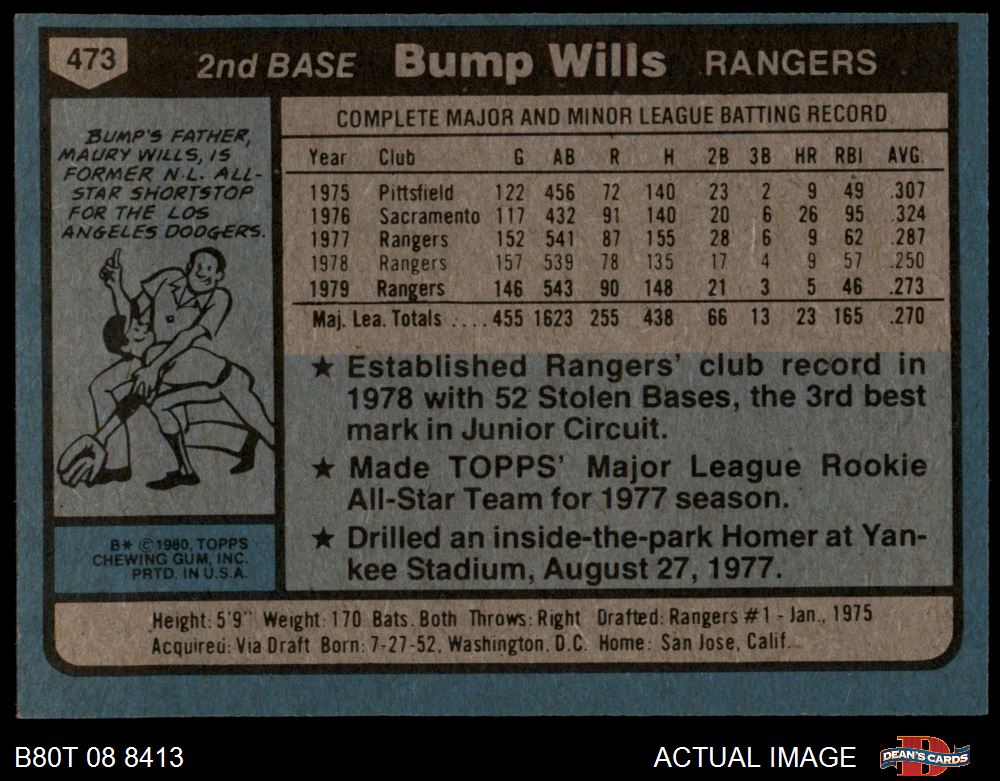 473
2nd BASE Bump Wills RANGERS
BUMP'S FATHER,
MAURY WILLS, IS
FORMER N.L. ALL-
STAR SHORTSTOP
FOR THE LOS
ANGELES DODGERS.
B* ©1980, TOPPS
CHEWING GUM, INC.
PRTD. IN U.S.A.
COMPLETE MAJOR AND MINOR LEAGUE BATTING RECORD
Year Club G AB R H 2B 3B HR RBI AVG.
1975 Pittsfield 122 456 72 140 23 2 9 49 .307
1976 Sacramento 117 432 91 140 20 6 26 95 .324
1977 Rangers 152 541 87 155 28 6 9 62 .287
1978 Rangers 157 539 78 135 17 4 9 57 .250
1979 Rangers 146 543 90 148 21 3 5 46 .273
Maj. Lea. Totals .... 455 1623 255 438 66 13 23 165 .270
★ Established Rangers' club record in
1978 with 52 Stolen Bases, the 3rd best
mark in Junior Circuit.
★ Made TOPPS' Major League Rookie
All-Star Team for 1977 season.
★ Drilled an inside-the-park Homer at Yan-
kee Stadium, August 27, 1977.
Height: 5'9" Weight: 170 Bats: Both Throws: Right Drafted: Rangers #1 - Jan., 1975
Acquired: Via Draft Born: 7-27-52, Washington, D.C. Home: San Jose, Calif.
B80T 08 8413
ACTUAL IMAGE
DEAN'S CARDS